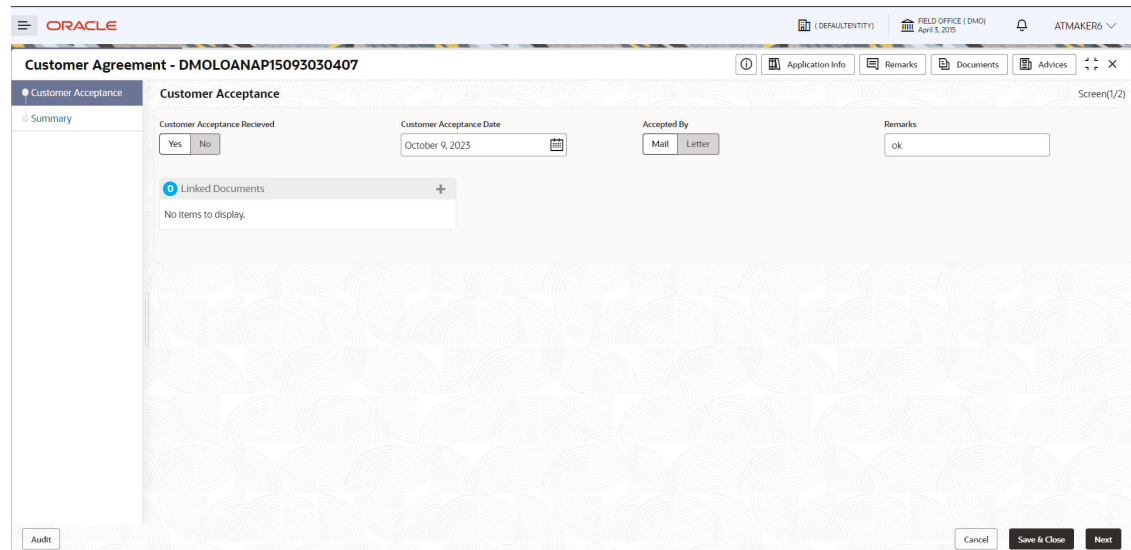 ORACLE
( DEFAULTENTITY)
FIELD OFFICE ( DMO)
April 3, 2015
ATMAKER6
Customer Agreement - DMOLOANAP15093030407
Application Info
Remarks
Documents
Advices
Customer Acceptance
Summary
Customer Acceptance
Screen(1/2)
Customer Acceptance Recieved
Customer Acceptance Date
Accepted By
Remarks
Yes No
October 9, 2023
Mail Letter
ok
0 Linked Documents
No items to display.
Audit
Cancel
Save & Close
Next